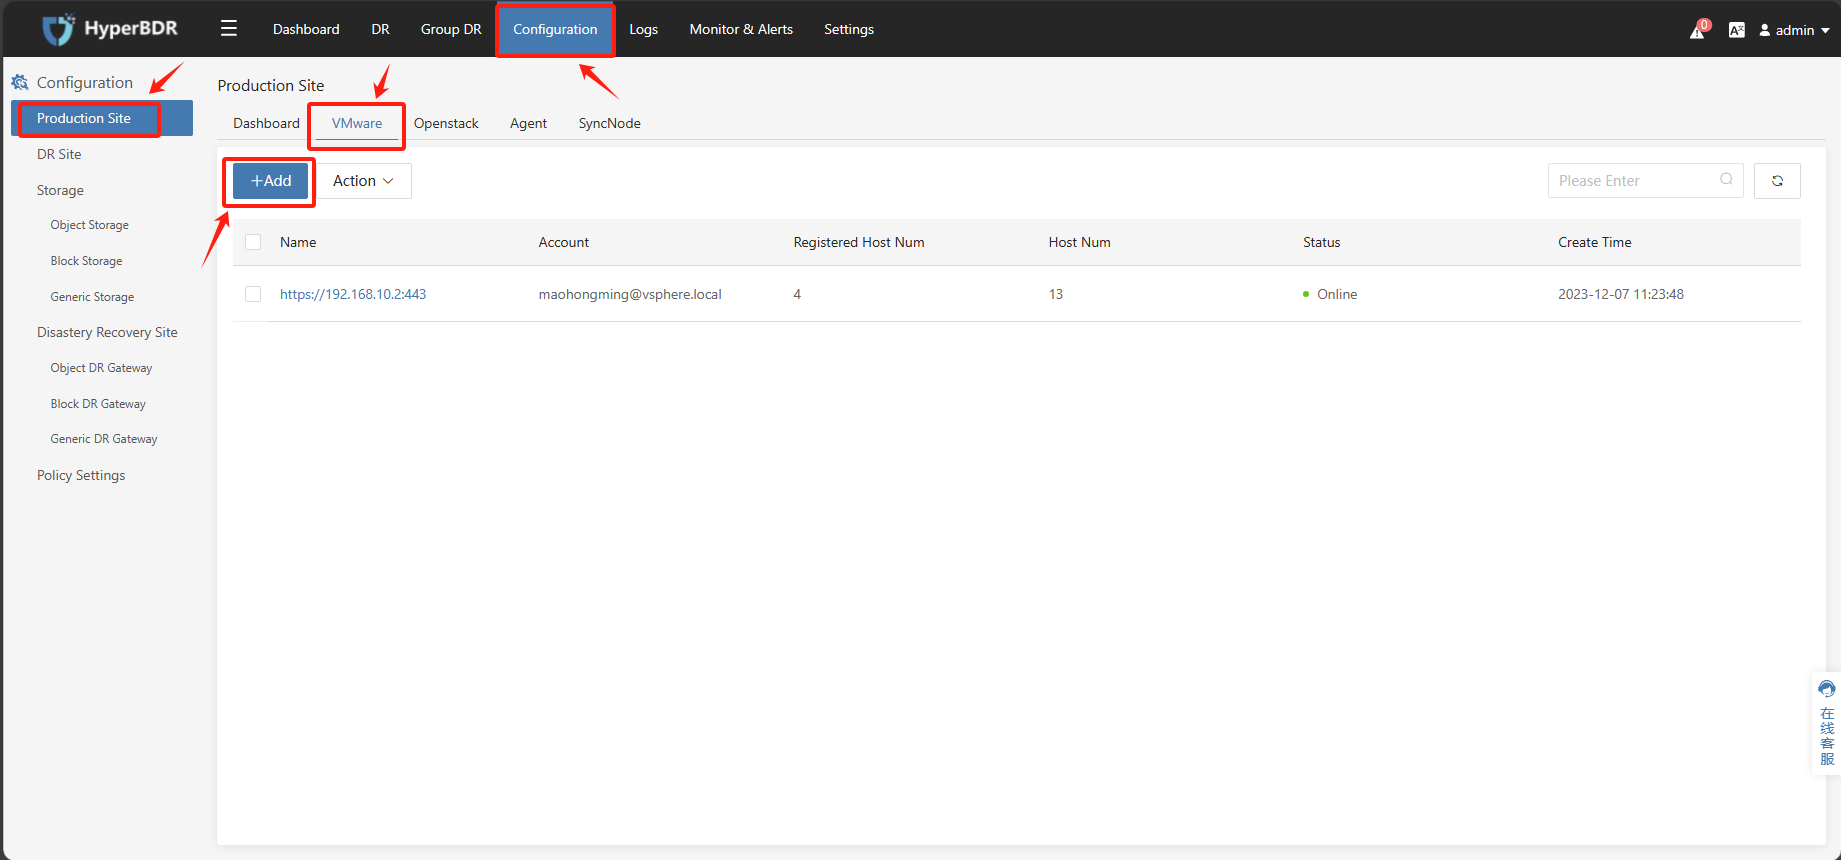 HyperBDR
Dashboard
DR
Group DR
Configuration
Logs
Monitor & Alerts
Settings
0
admin
Configuration
Production Site
DR Site
Storage
Object Storage
Block Storage
Generic Storage
Disastery Recovery Site
Object DR Gateway
Block DR Gateway
Generic DR Gateway
Policy Settings
Production Site
Dashboard
VMware
Openstack
Agent
SyncNode
+Add
Action
Please Enter
Name
Account
Registered Host Num
Host Num
Status
Create Time
https://192.168.10.2:443
maohongming@vsphere.local
4
13
Online
2023-12-07 11:23:48
在线客服